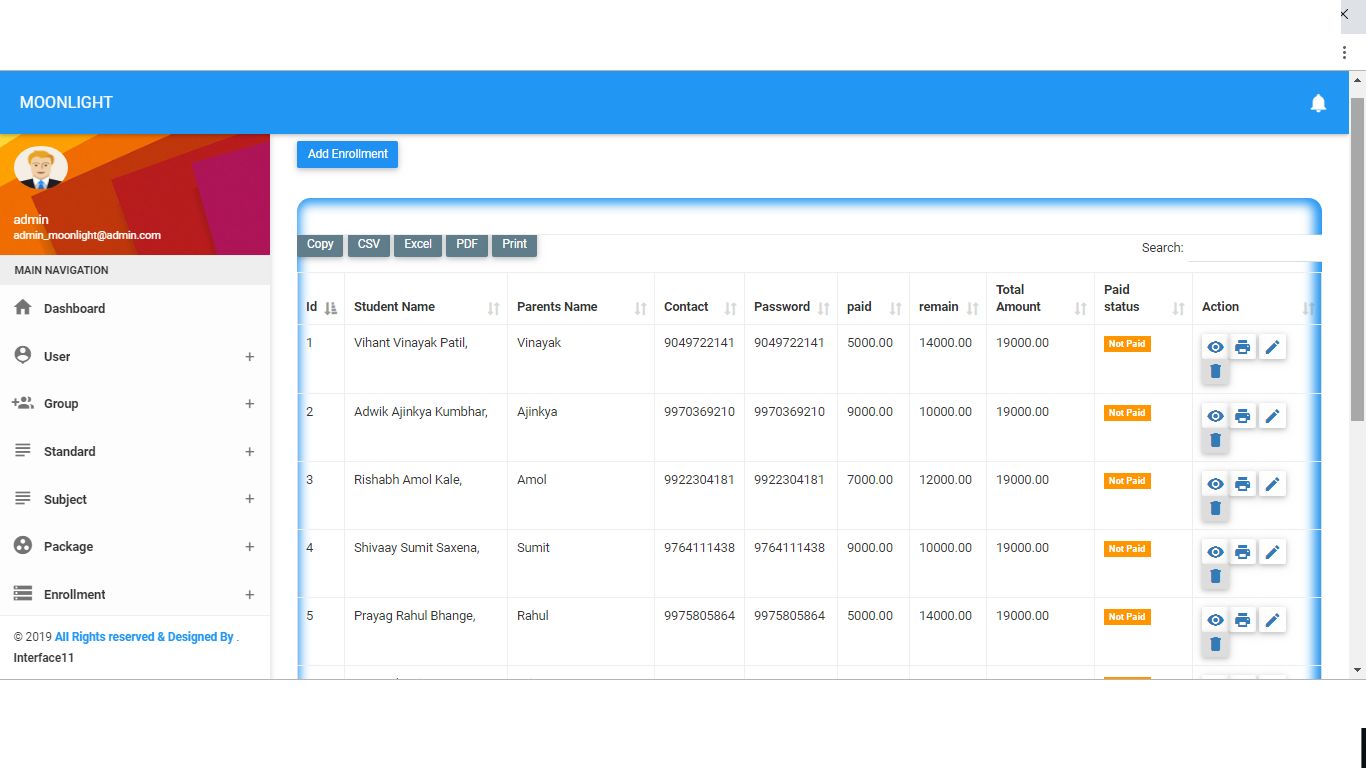 MOONLIGHT
admin
admin_moonlight@admin.com
MAIN NAVIGATION
Dashboard
User +
Group +
Standard +
Subject +
Package +
Enrollment +
© 2019 All Rights reserved & Designed By .
Interface11
Add Enrollment
Copy CSV Excel PDF Print Search:
Id Student Name Parents Name Contact Password paid remain Total Amount Paid status Action
1 Vihant Vinayak Patil, Vinayak 9049722141 9049722141 5000.00 14000.00 19000.00 Not Paid
2 Adwik Ajinkya Kumbhar, Ajinkya 9970369210 9970369210 9000.00 10000.00 19000.00 Not Paid
3 Rishabh Amol Kale, Amol 9922304181 9922304181 7000.00 12000.00 19000.00 Not Paid
4 Shivaay Sumit Saxena, Sumit 9764111438 9764111438 9000.00 10000.00 19000.00 Not Paid
5 Prayag Rahul Bhange, Rahul 9975805864 9975805864 5000.00 14000.00 19000.00 Not Paid